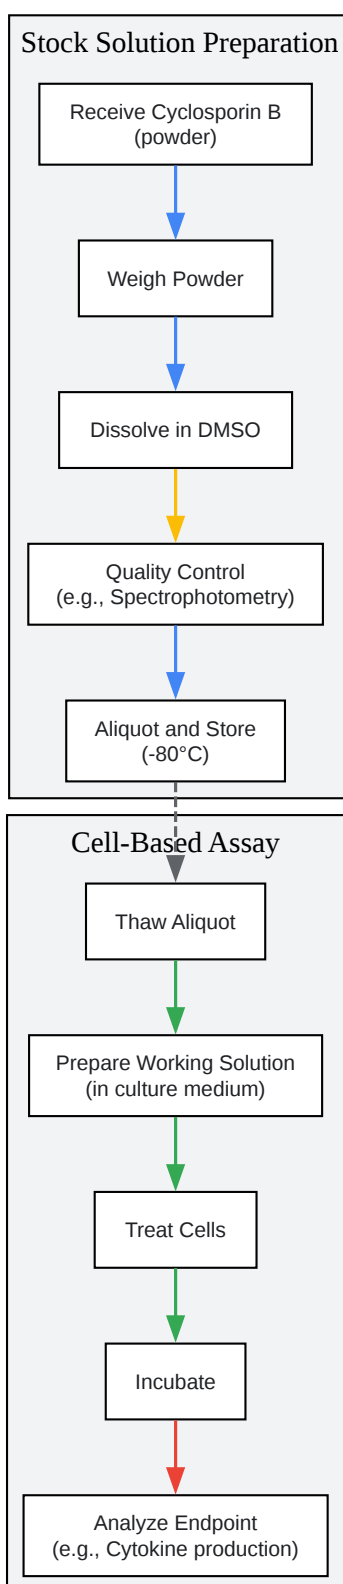 Stock Solution Preparation
Receive Cyclosporin B
(powder)
Weigh Powder
Dissolve in DMSO
Quality Control
(e.g., Spectrophotometry)
Aliquot and Store
(-80°C)
Cell-Based Assay
Thaw Aliquot
Prepare Working Solution
(in culture medium)
Treat Cells
Incubate
Analyze Endpoint
(e.g., Cytokine production)